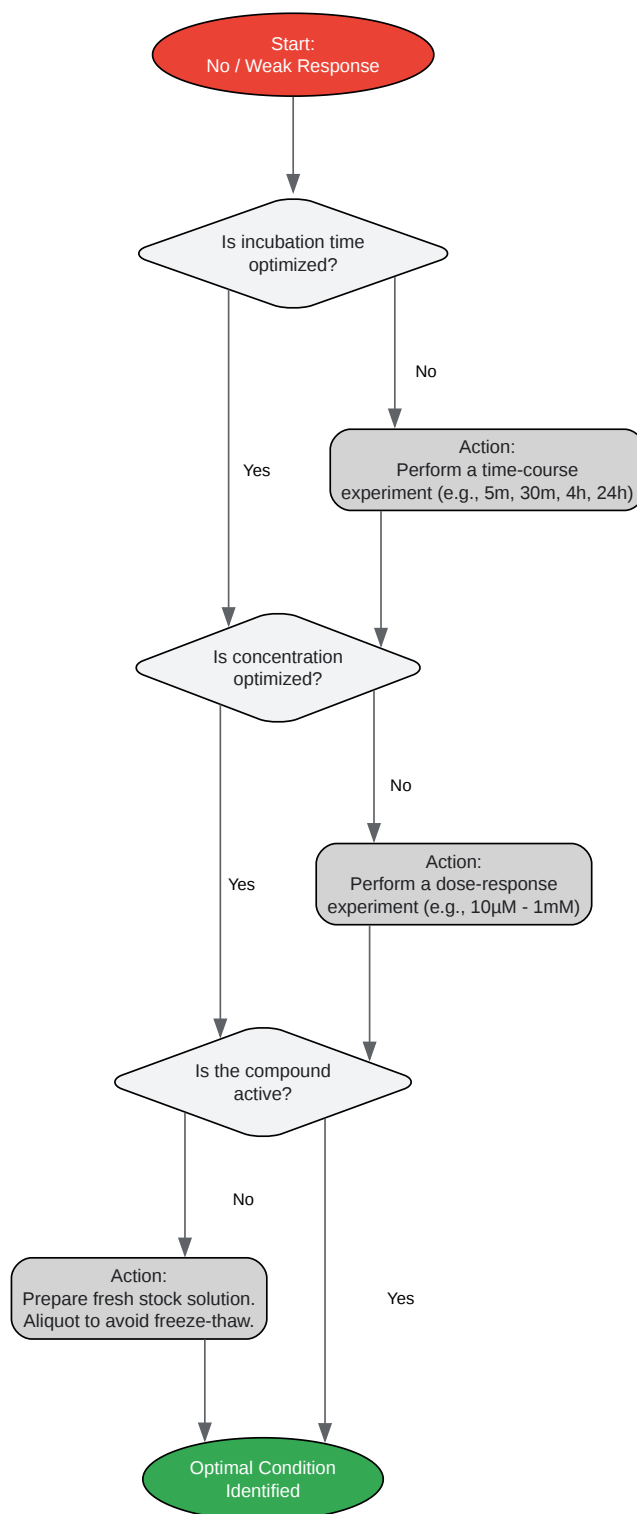 Start:
No / Weak Response
Is incubation time
optimized?
No
Action:
Perform a time-course
experiment (e.g., 5m, 30m, 4h, 24h)
Yes
Is concentration
optimized?
No
Action:
Perform a dose-response
experiment (e.g., 10µM - 1mM)
Yes
Is the compound
active?
No
Action:
Prepare fresh stock solution.
Aliquot to avoid freeze-thaw.
Yes
Optimal Condition
Identified